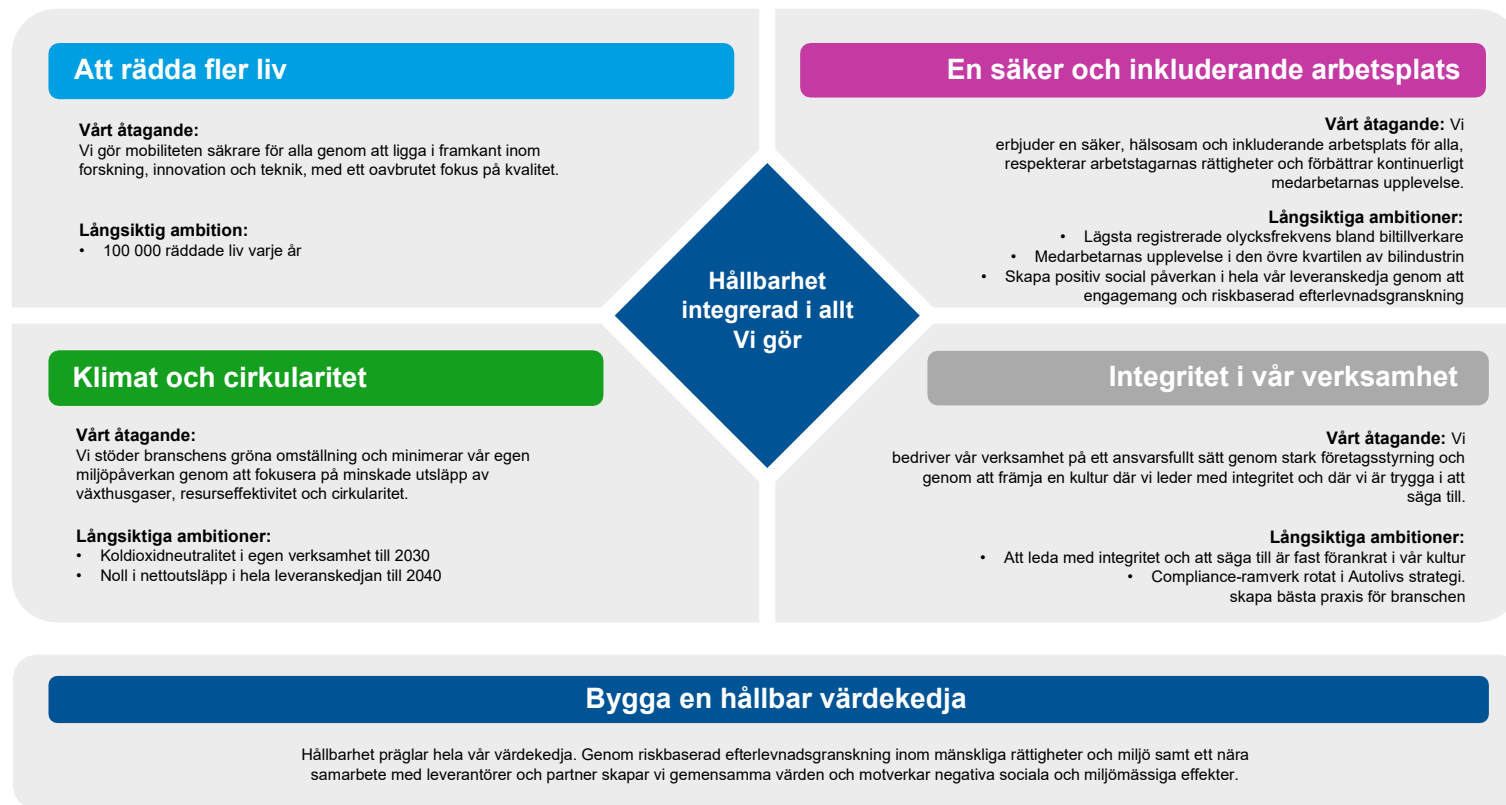 Att rädda fler liv
Vårt åtagande:
Vi gör mobiliteten säkrare för alla genom att ligga i framkant inom
forskning, innovation och teknik, med ett oavbrutet fokus på kvalitet.
Långsiktig ambition:
• 100 000 räddade liv varje år
En säker och inkluderande arbetsplats
Vårt åtagande: Vi
erbjuder en säker, hälsosam och inkluderande arbetsplats för alla,
respekterar arbetstagarnas rättigheter och förbättrar kontinuerligt
medarbetarnas upplevelse.
Långsiktiga ambitioner:
• Lägsta registrerade olycksfrekvens bland biltillverkare
• Medarbetarnas upplevelse i den övre kvartilen av bilindustrin
• Skapa positiv social påverkan i hela vår leveranskedja genom att
engagemang och riskbaserad efterlevnadsgranskning
Hållbarhet
integrerad i allt
Vi gör
Klimat och cirkularitet
Vårt åtagande:
Vi stöder branschens gröna omställning och minimerar vår egen
miljöpåverkan genom att fokusera på minskade utsläpp av
växthusgaser, resurseffektivitet och cirkularitet.
Långsiktiga ambitioner:
• Koldioxidneutralitet i egen verksamhet till 2030
• Noll i nettoutsläpp i hela leveranskedjan till 2040
Integritet i vår verksamhet
Vårt åtagande: Vi
bedriver vår verksamhet på ett ansvarsfullt sätt genom stark företagsstyrning och
genom att främja en kultur där vi leder med integritet och där vi är trygga i att
säga till.
Långsiktiga ambitioner:
• Att leda med integritet och att säga till är fast förankrat i vår kultur
• Compliance-ramverk rotat i Autolivs strategi.
skapa bästa praxis för branschen
Bygga en hållbar värdekedja
Hållbarhet präglar hela vår värdekedja. Genom riskbaserad efterlevnadsgranskning inom mänskliga rättigheter och miljö samt ett nära
samarbete med leverantörer och partner skapar vi gemensamma värden och motverkar negativa sociala och miljömässiga effekter.